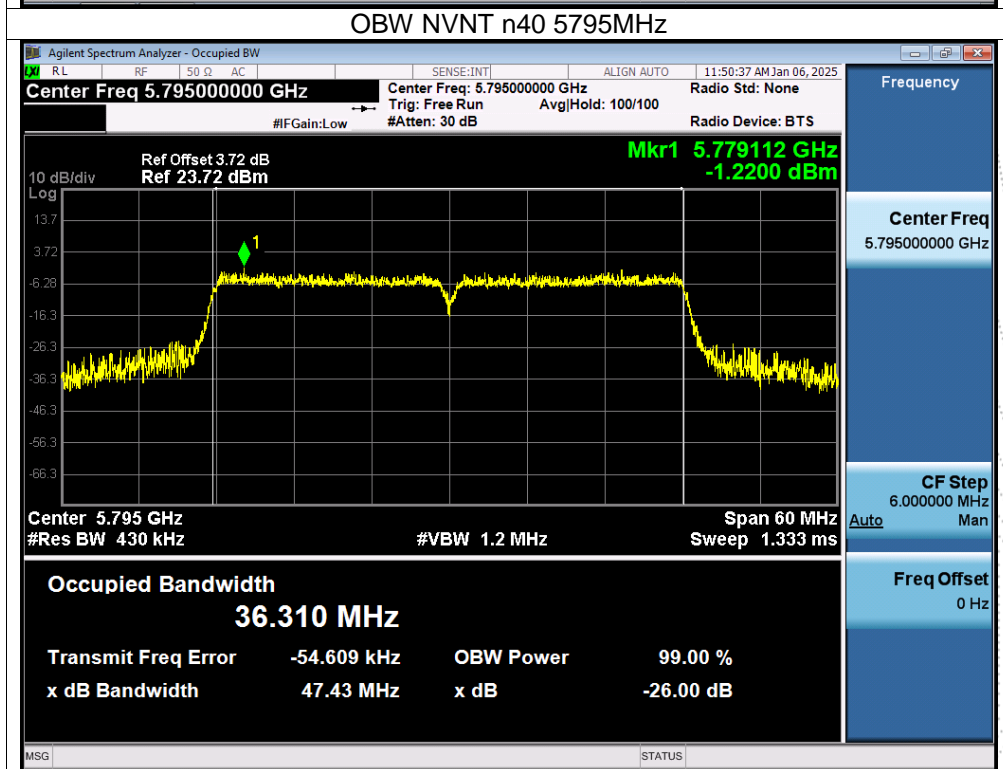 OBW NVNT n40 5795MHz
Agilent Spectrum Analyzer - Occupied BW
LXI RL RF 50 Ω AC SENSE:INT ALIGN AUTO 11:50:37 AM Jan 06, 2025
Center Freq 5.795000000 GHz
Center Freq: 5.795000000 GHz Radio Std: None
Trig: Free Run Avg|Hold: 100/100
#IFGain:Low #Atten: 30 dB Radio Device: BTS
Frequency
Mkr1 5.779112 GHz
-1.2200 dBm
Ref Offset 3.72 dB
10 dB/div Ref 23.72 dBm
Log
13.7
3.72
-6.28
-16.3
-26.3
-36.3
-46.3
-56.3
-66.3
1
Center 5.795 GHz Span 60 MHz
#Res BW 430 kHz #VBW 1.2 MHz Sweep 1.333 ms
Center Freq
5.795000000 GHz
CF Step
6.000000 MHz
Auto Man
Freq Offset
0 Hz
Occupied Bandwidth
36.310 MHz
Transmit Freq Error -54.609 kHz OBW Power 99.00 %
x dB Bandwidth 47.43 MHz x dB -26.00 dB
MSG STATUS